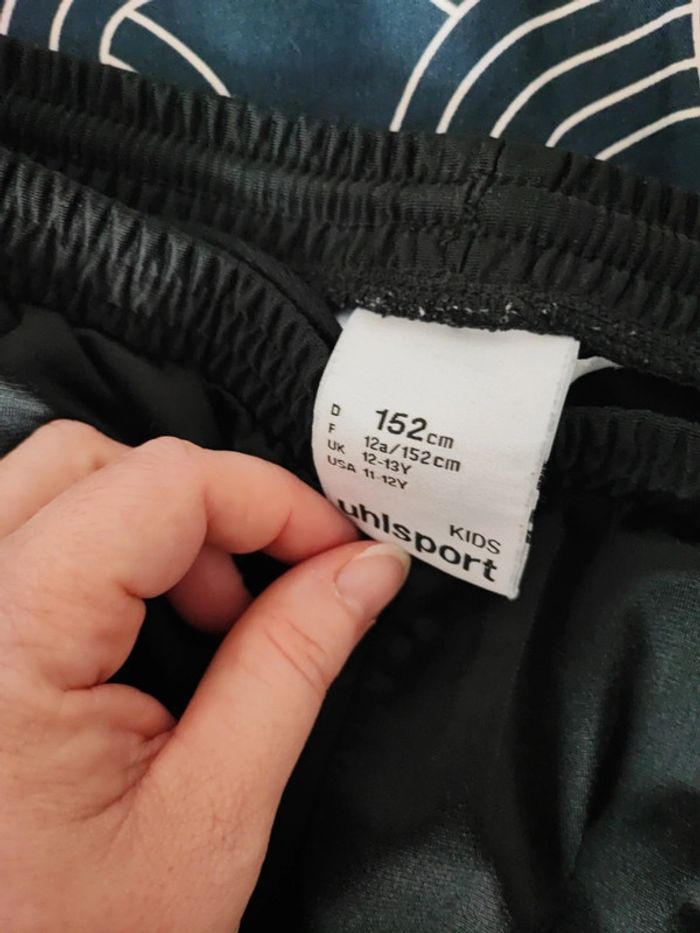 D 152cm
F 12a/152cm
UK 12-13Y
USA 11-12Y
KIDS
uhlsport